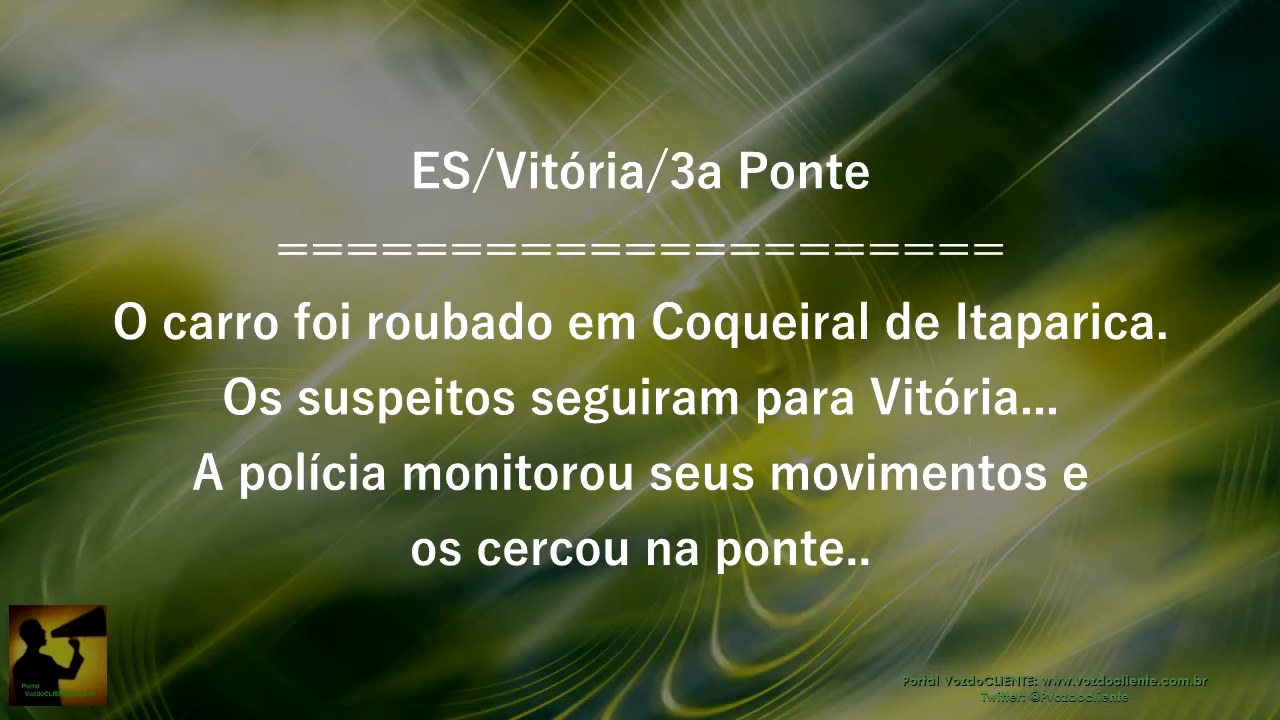 ES/Vitória/3a Ponte
=====================
O carro foi roubado em Coqueiral de Itaparica.
Os suspeitos seguiram para Vitória...
A polícia monitorou seus movimentos e
os cercou na ponte..
Portal
Portal VozdoCLIENTE: www.vozdocliente.com.br
Twitter: @PVozdocliente